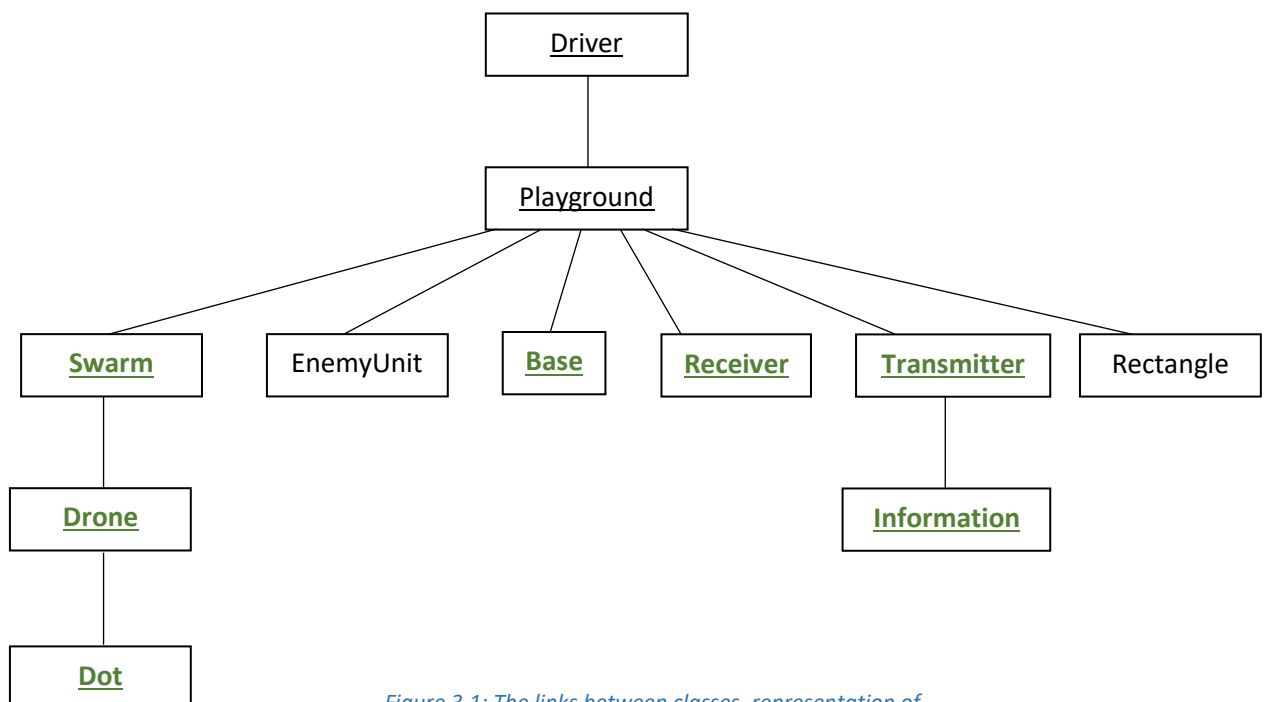 Driver
Playground
Swarm
EnemyUnit
Base
Receiver
Transmitter
Rectangle
Drone
Information
Dot
Figure 3.1: The links between classes, representation of